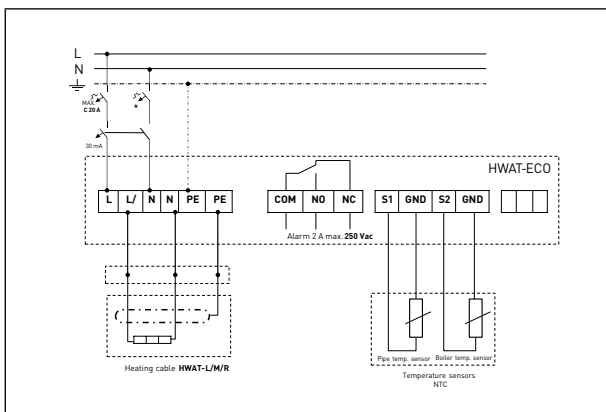 L
N
MAX.
C 20 A
*
30 mA
HWAT-ECO
L L/ N N PE PE
COM NO NC
S1 GND S2 GND
Alarm 2 A max. 250 Vac
Pipe temp. sensor Boiler temp. sensor
Heating cable HWAT-L/M/R
Temperature sensors
NTC